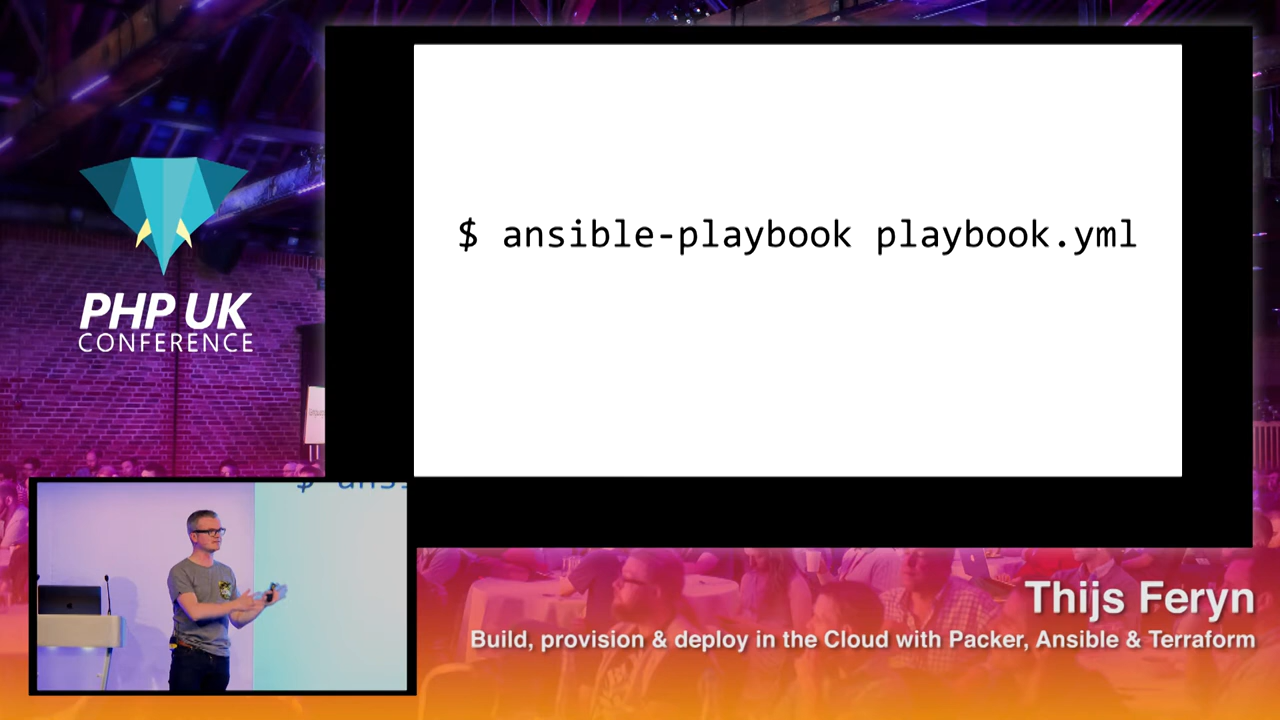 $ ansible-playbook playbook.yml
PHP UK
CONFERENCE
$ ans
Thijs Feryn
Build, provision & deploy in the Cloud with Packer, Ansible & Terraform